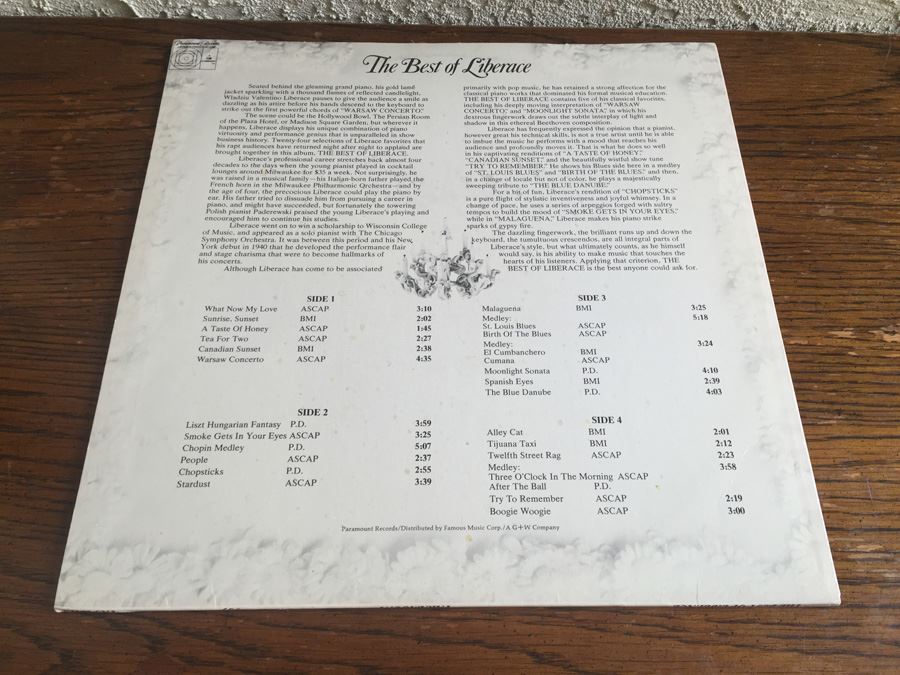 The Best of Liberace
Seated behind the gleaming grand piano, his gold land
jacket sparkling with a thousand flames of reflected candlelight,
Wladziu Valentino Liberace pauses to give the audience a smile as
dazzling as his attire before his hands descend to the keyboard to
strike out the first powerful chords of "WARSAW CONCERTO."
The scene could be the Hollywood Bowl, The Persian Room
of the Plaza Hotel, or Madison Square Garden, but wherever it
happens, Liberace displays his unique combination of piano
virtuosity and performance genius that is unparalleled in show
business history. Twenty-four selections of Liberace favorites that
his rapt audiences have returned night after night to applaud are
brought together in this album, THE BEST OF LIBERACE.
Liberace's professional career stretches back almost four
decades to the days when the young pianist played in cocktail
lounges around Milwaukee for $35 a week. Not surprisingly, he
was raised in a musical family—his Italian-born father played the
French horn in the Milwaukee Philharmonic Orchestra—and by
the age of four, the precocious Liberace could play the piano by
ear. His father tried to dissuade him from pursuing a career in
piano, and might have succeeded, but fortunately the towering
Polish pianist Paderewski praised the young Liberace's playing and
encouraged him to continue his studies.
Liberace went on to win a scholarship to Wisconsin College
of Music, and appeared as a solo pianist with The Chicago
Symphony Orchestra. It was between this period and his New
York debut in 1940 that he developed the performance flair
and stage charisma that were to become hallmarks of
his concerts.
Although Liberace has come to be associated
primarily with pop music, he has retained a strong affection for the
classical piano works that dominated his formal musical education.
THE BEST OF LIBERACE contains five of his classical favorites,
including his deeply moving interpretation of "WARSAW
CONCERTO" and "MOONLIGHT SONATA," in which his
dextrous fingerwork draws out the subtle interplay of light and
shadow in this ethereal Beethoven composition.
Liberace has frequently expressed the opinion that a pianist,
however great his technical skills, is not a true artist until he is able
to imbue the music he performs with a mood that reaches his
audience and profoundly moves it. That is what he does so well
in his captivating renditions of "A TASTE OF HONEY,"
"CANADIAN SUNSET," and the beautifully wistful show tune
"TRY TO REMEMBER." He shows his Blues side here in a medley
of "ST. LOUIS BLUES" and "BIRTH OF THE BLUES," and then,
in a change of locale but not of color, he plays a majestically
sweeping tribute to "THE BLUE DANUBE."
For a bit of fun, Liberace's rendition of "CHOPSTICKS"
is a pure flight of stylistic inventiveness and joyful whimsey. In a
change of pace, he uses a series of arpeggios forged with sultry
tempos to build the mood of "SMOKE GETS IN YOUR EYES,"
while in "MALAGUENA," Liberace makes his piano strike
sparks of gypsy fire.
The dazzling fingerwork, the brilliant runs up and down the
keyboard, the tumultuous crescendos, are all integral parts of
Liberace's style, but what ultimately counts, as he himself
would say, is his ability to make music that touches the
hearts of his listeners. Applying that criterion, THE
BEST OF LIBERACE is the best anyone could ask for.
SIDE 1
What Now My Love ASCAP 3:10
Sunrise, Sunset BMI 2:02
A Taste Of Honey ASCAP 1:45
Tea For Two ASCAP 2:27
Canadian Sunset BMI 2:38
Warsaw Concerto ASCAP 4:35
SIDE 2
Liszt Hungarian Fantasy P.D. 3:59
Smoke Gets In Your Eyes ASCAP 3:25
Chopin Medley P.D. 5:07
People ASCAP 2:37
Chopsticks P.D. 2:55
Stardust ASCAP 3:39
SIDE 3
Malaguena BMI 3:25
Medley: 5:18
St. Louis Blues ASCAP
Birth Of The Blues ASCAP
Medley: 3:24
El Cumbanchero BMI
Cumana ASCAP
Moonlight Sonata P.D. 4:10
Spanish Eyes BMI 2:39
The Blue Danube P.D. 4:03
SIDE 4
Alley Cat BMI 2:01
Tijuana Taxi BMI 2:12
Twelfth Street Rag ASCAP 2:23
Medley: 3:58
Three O'Clock In The Morning ASCAP
After The Ball P.D.
Try To Remember ASCAP 2:19
Boogie Woogie ASCAP 3:00
Paramount Records/Distributed by Famous Music Corp./A G+W Company